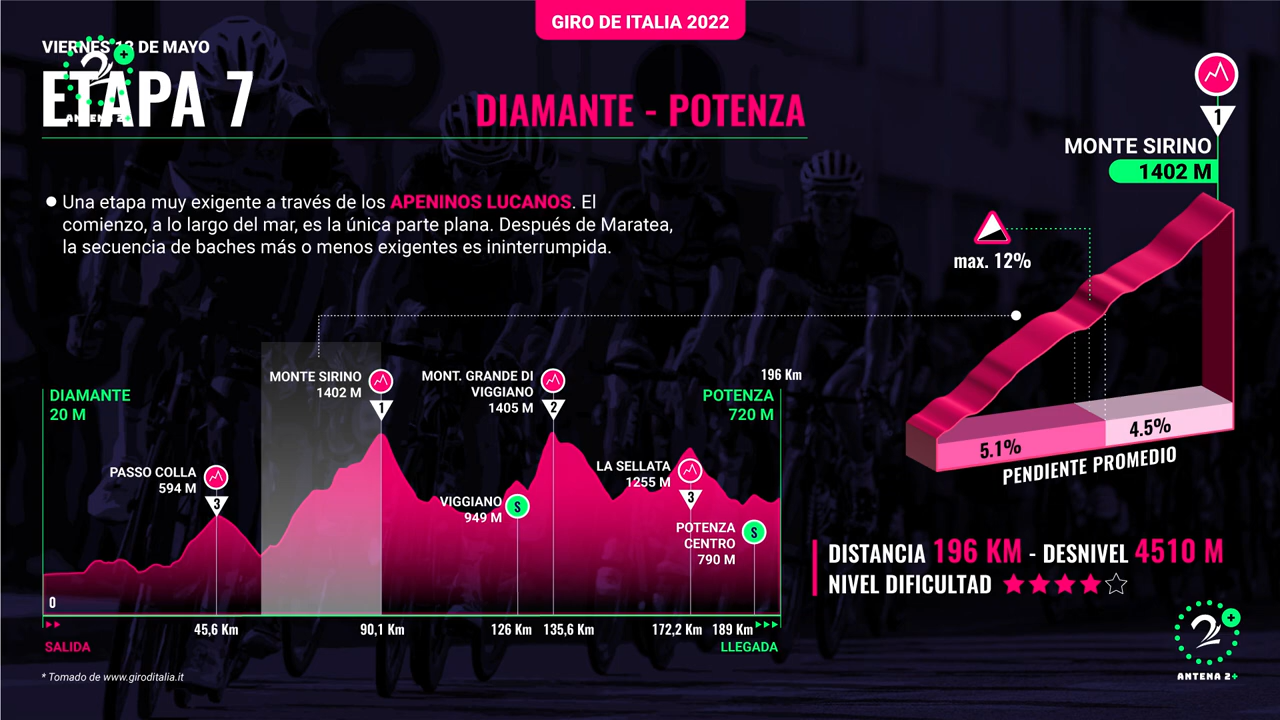 GIRO DE ITALIA 2022
VIERNES 13 DE MAYO
ETAPA 7
ANTENA 2+
DIAMANTE - POTENZA
Una etapa muy exigente a través de los APENINOS LUCANOS. El
comienzo, a lo largo del mar, es la única parte plana. Después de Maratea,
la secuencia de baches más o menos exigentes es ininterrumpida.
1
MONTE SIRINO
1402 M
max. 12%
5.1%
4.5%
PENDIENTE PROMEDIO
DIAMANTE
20 M
PASSO COLLA
594 M
3
MONTE SIRINO
1402 M
1
MONT. GRANDE DI
VIGGIANO
1405 M
2
VIGGIANO
949 M
S
LA SELLATA
1255 M
3
POTENZA
CENTRO
790 M
S
196 Km
POTENZA
720 M
0
45,6 Km
90,1 Km
126 Km
135,6 Km
172,2 Km
189 Km
SALIDA
LLEGADA
DISTANCIA 196 KM - DESNIVEL 4510 M
NIVEL DIFICULTAD
* Tomado de www.giroditalia.it
2+
ANTENA 2+